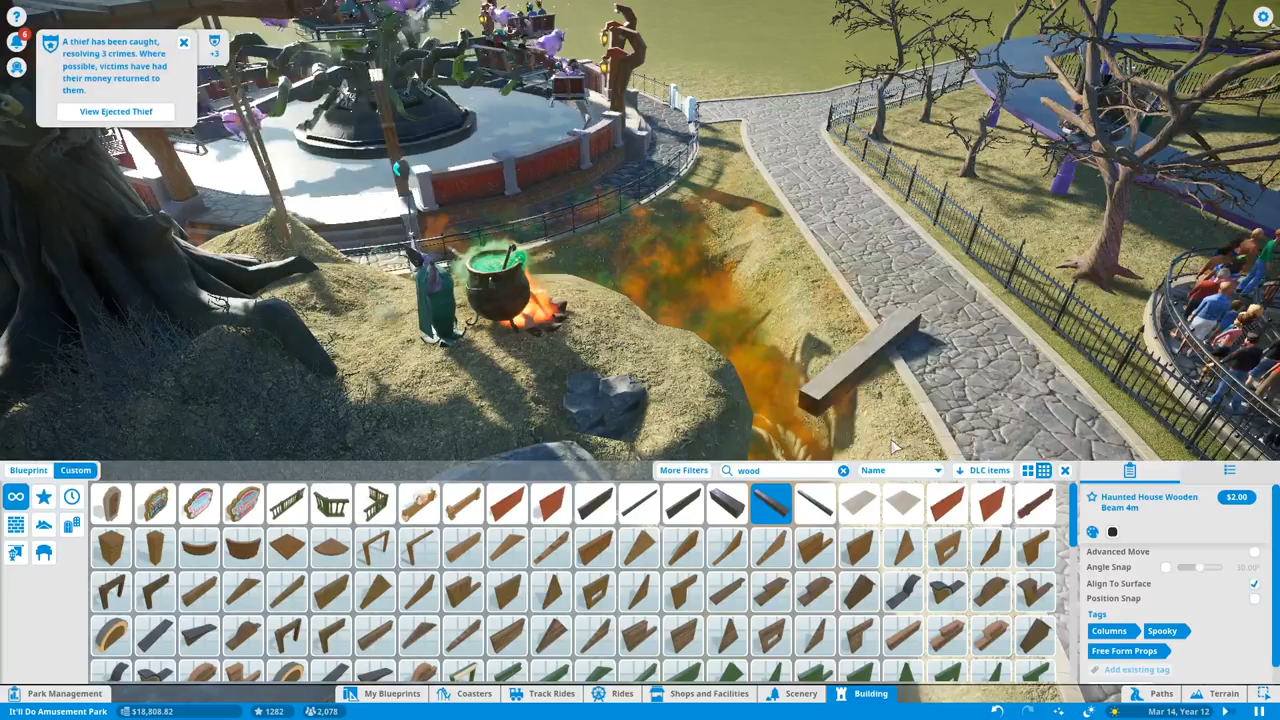 ?
6
A thief has been caught,
resolving 3 crimes. Where
possible, victims have had
their money returned to
them.
View Ejected Thief
+3
Blueprint Custom
More Filters wood Name DLC items
Haunted House Wooden
Beam 4m
$2.00
Advanced Move
Angle Snap 30.00°
Align To Surface
Position Snap
Tags
Columns Spooky
Free Form Props
Add existing tag
Park Management My Blueprints Coasters Track Rides Rides Shops and Facilities Scenery Building Paths Terrain
It'll Do Amusement Park $18,808.82 1282 2,078 Mar 14, Year 12